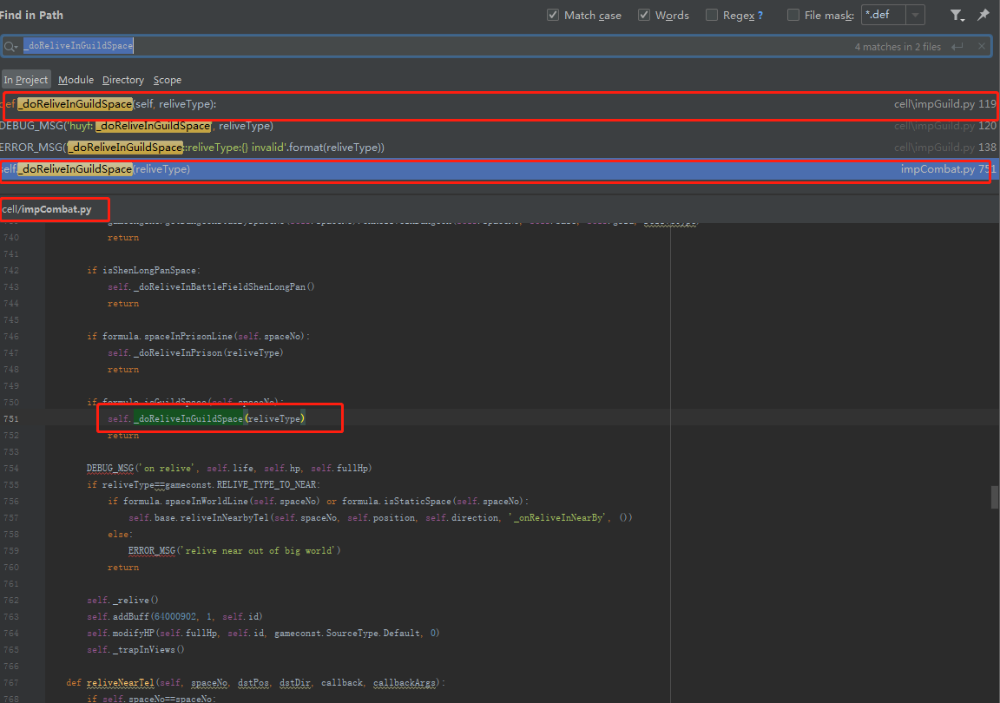 Find in Path
Match case Words Regex ? File mask: *.def
_doReliveInGuildSpace 4 matches in 2 files
In Project Module Directory Scope
def _doReliveInGuildSpace(self, reliveType): cell\impGuild.py 119
DEBUG_MSG('huyf: _doReliveInGuildSpace', reliveType) cell\impGuild.py 120
ERROR_MSG('_doReliveInGuildSpace::reliveType:{} invalid'.format(reliveType)) cell\impGuild.py 138
self._doReliveInGuildSpace(reliveType) impCombat.py 751
cell/impCombat.py
740 return
741
742 if isShenLongPanSpace:
743 self._doReliveInBattleFieldShenLongPan()
744 return
745
746 if formula.spaceInPrisonLine(self.spaceNo):
747 self._doReliveInPrison(reliveType)
748 return
749
750 if formula.isGuildSpace(self.spaceNo):
751 self._doReliveInGuildSpace(reliveType)
752 return
753
754 DEBUG_MSG('on relive', self.life, self.hp, self.fullHp)
755 if reliveType==gameconst.RELIVE_TYPE_TO_NEAR:
756 if formula.spaceInWorldLine(self.spaceNo) or formula.isStaticSpace(self.spaceNo):
757 self.base.reliveInNearbyTel(self.spaceNo, self.position, self.direction, '_onReliveInNearBy', ())
758 else:
759 ERROR_MSG('relive near out of big world')
760 return
761
762 self._relive()
763 self.addBuff(64000902, 1, self.id)
764 self.modifyHP(self.fullHp, self.id, gameconst.SourceType.Default, 0)
765 self._trapInViews()
766
767 def reliveNearTel(self, spaceNo, dstPos, dstDir, callback, callbackArgs):
768 if self.spaceNo==spaceNo: